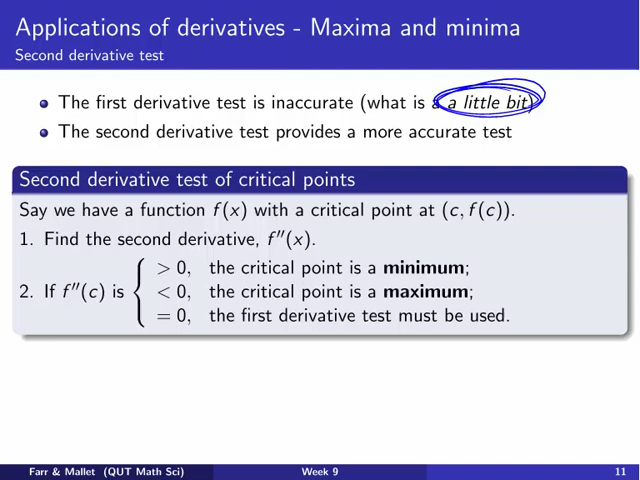 Applications of derivatives - Maxima and minima
Second derivative test
The first derivative test is inaccurate (what is a a little bit)
The second derivative test provides a more accurate test
Second derivative test of critical points
Say we have a function f(x) with a critical point at (c, f(c)).
1. Find the second derivative, f''(x).
2. If f''(c) is { > 0, the critical point is a minimum;
< 0, the critical point is a maximum;
= 0, the first derivative test must be used.
Farr & Mallet (QUT Math Sci) Week 9 11